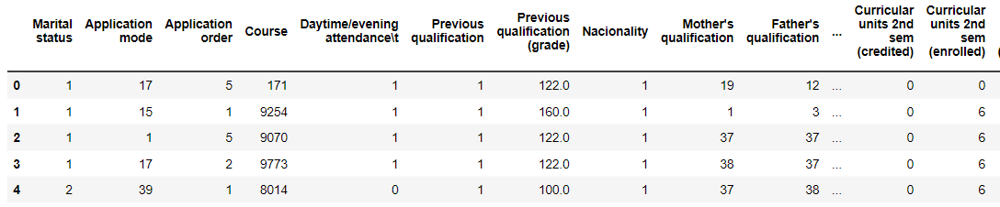 Marital status Application mode Application order Course Daytime/evening attendance\t Previous qualification Previous qualification (grade) Nacionality Mother's qualification Father's qualification ... Curricular units 2nd sem (credited) Curricular units 2nd sem (enrolled)
0 1 17 5 171 1 1 122.0 1 19 12 ... 0 0
1 1 15 1 9254 1 1 160.0 1 1 3 ... 0 6
2 1 1 5 9070 1 1 122.0 1 37 37 ... 0 6
3 1 17 2 9773 1 1 122.0 1 38 37 ... 0 6
4 2 39 1 8014 0 1 100.0 1 37 38 ... 0 6